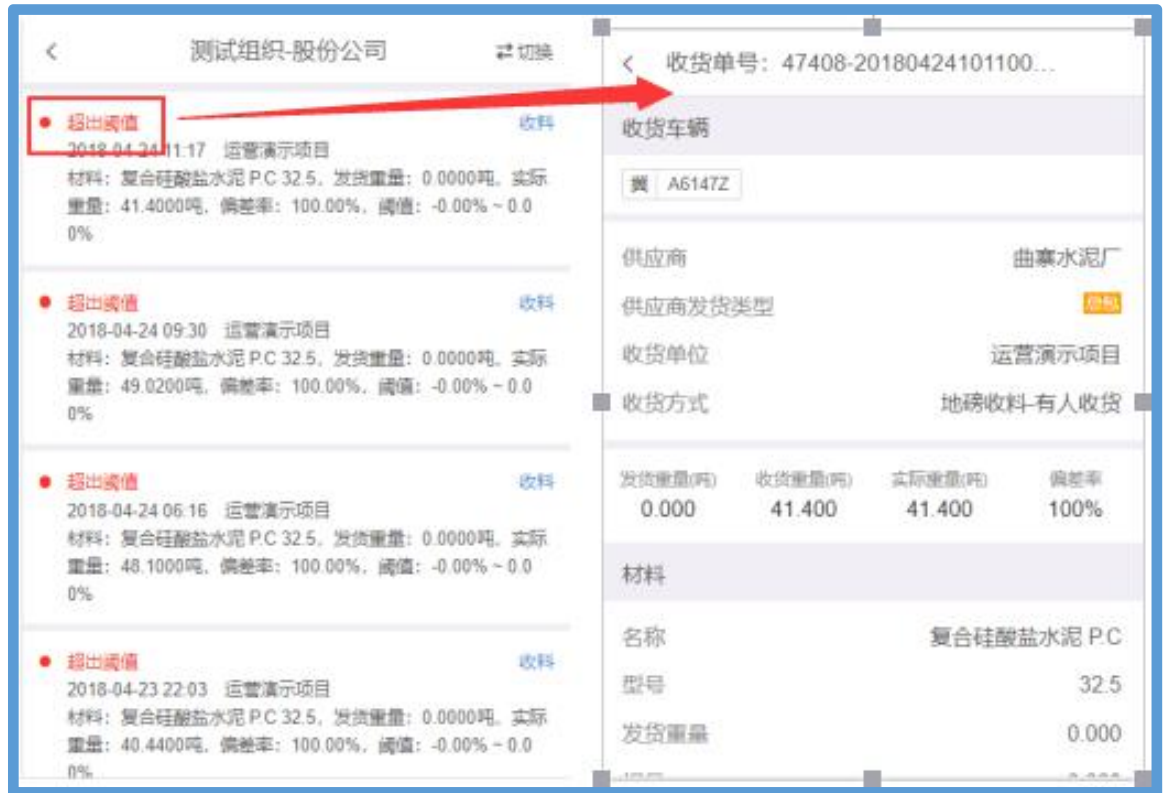 测试组织-股份公司
切换
超出阈值
收料
2018-04-24 11:17 运营演示项目
材料：复合硅酸盐水泥 P.C 32.5，发货重量：0.0000吨，实际
重量：41.4000吨，偏差率：100.00%，阈值：-0.00% ~ 0.0
0%
超出阈值
收料
2018-04-24 09:30 运营演示项目
材料：复合硅酸盐水泥 P.C 32.5，发货重量：0.0000吨，实际
重量：49.0200吨，偏差率：100.00%，阈值：-0.00% ~ 0.0
0%
超出阈值
收料
2018-04-24 06:16 运营演示项目
材料：复合硅酸盐水泥 P.C 32.5，发货重量：0.0000吨，实际
重量：48.1000吨，偏差率：100.00%，阈值：-0.00% ~ 0.0
0%
超出阈值
收料
2018-04-23 22:03 运营演示项目
材料：复合硅酸盐水泥 P.C 32.5，发货重量：0.0000吨，实际
重量：40.4400吨，偏差率：100.00%，阈值：-0.00% ~ 0.0
0%
收货单号：47408-20180424101100...
收货车辆
冀 A6147Z
供应商 曲寨水泥厂
供应商发货类型
收货单位 运营演示项目
收货方式 地磅收料-有人收货
发货重量(吨) 收货重量(吨) 实际重量(吨) 偏差率
0.000 41.400 41.400 100%
材料
名称 复合硅酸盐水泥 P.C
型号 32.5
发货重量 0.000